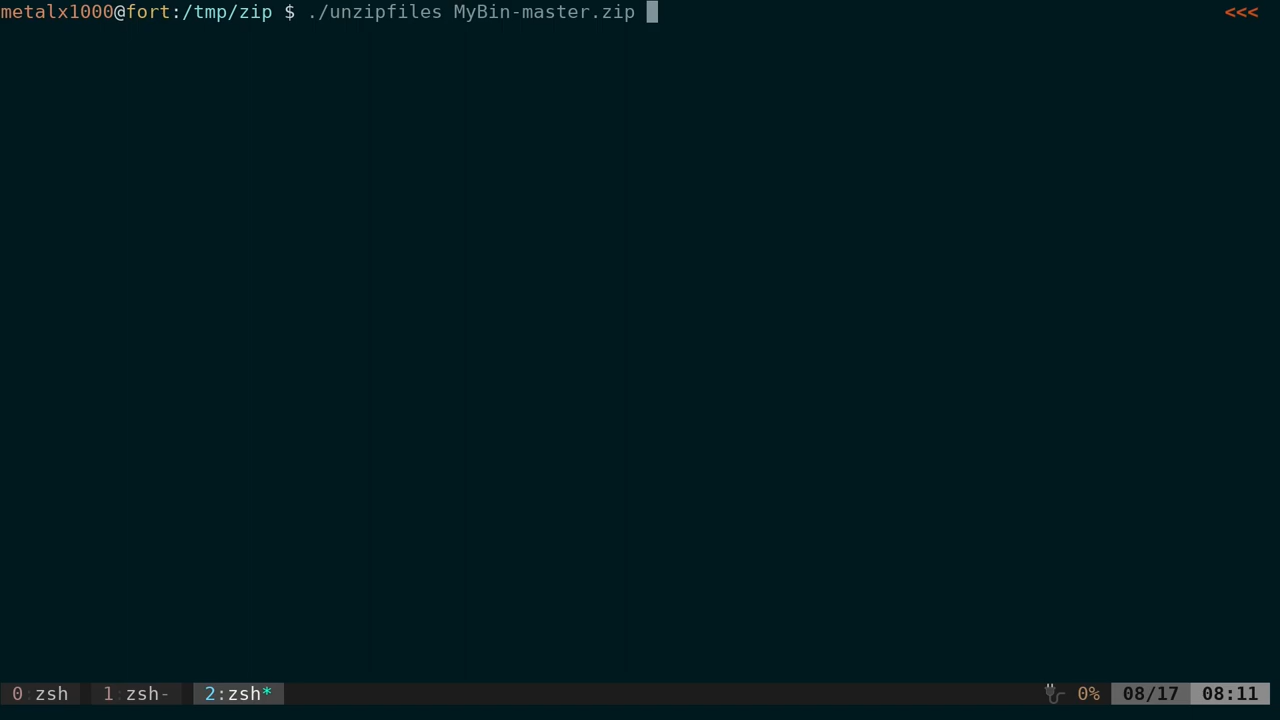 metalx1000@fort:/tmp/zip $ ./unzipfiles MyBin-master.zip <<<
0:zsh 1:zsh- 2:zsh* 0% 08/17 08:11